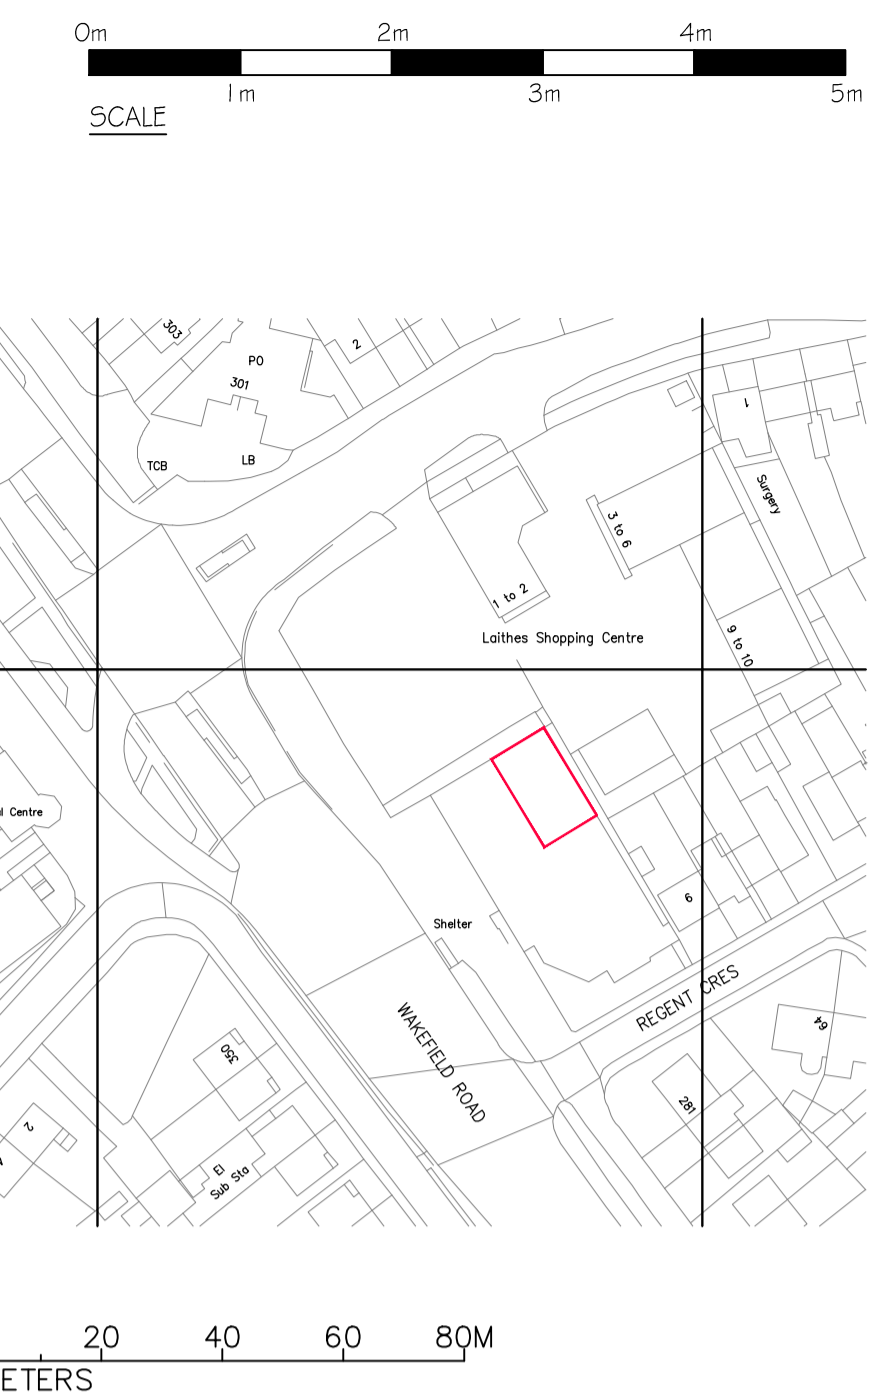 0m 2m 4m
1m 3m 5m
SCALE
303
PO
301
2
TCB
LB
1
Surgery
3 to 6
1 to 2
Laithes Shopping Centre
9 to 10
l Centre
Shelter
9
REGENT CRES
WAKEFIELD ROAD
64
350
281
2
El
Sub Sta
20 40 60 80M
ETERS